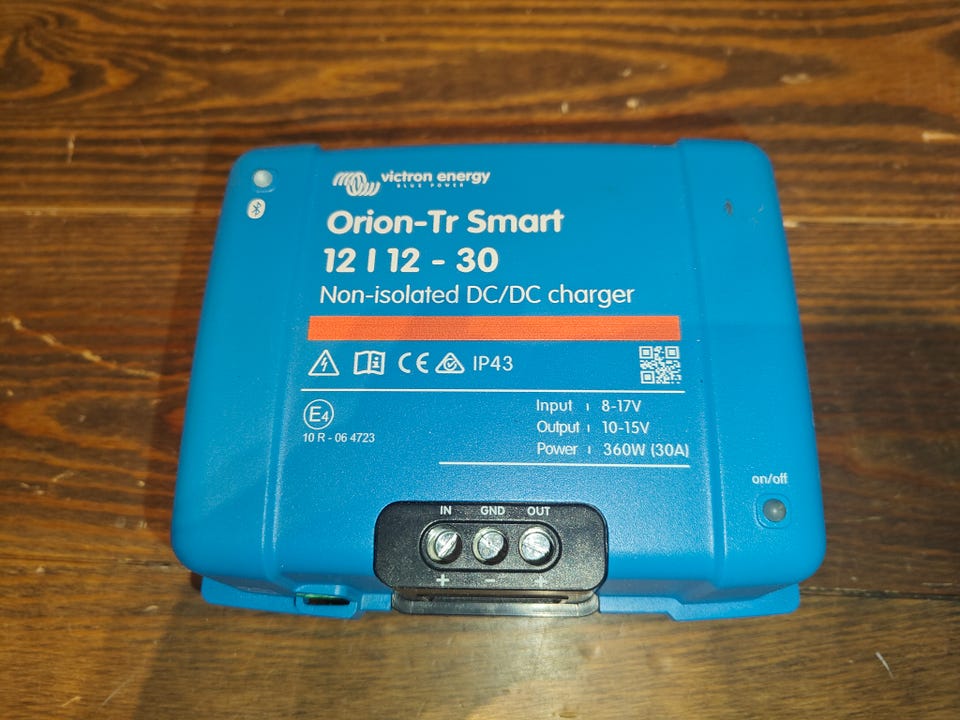 victron energy
BLUE POWER
Orion-Tr Smart
12 | 12 - 30
Non-isolated DC/DC charger
CE IP43
E4
10 R - 06 4723
Input | 8-17V
Output | 10-15V
Power | 360W (30A)
on/off
IN GND OUT
+ - +